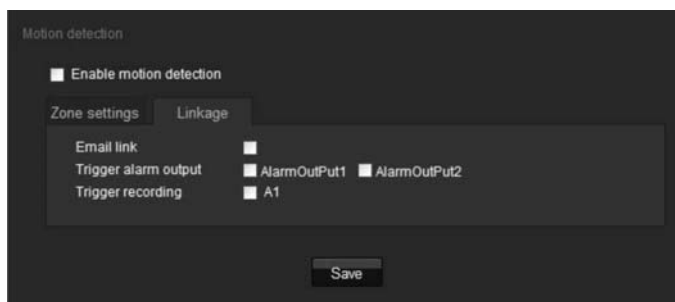 Motion detection
Enable motion detection
Zone settings Linkage
Email link
Trigger alarm output AlarmOutPut1 AlarmOutPut2
Trigger recording A1
Save